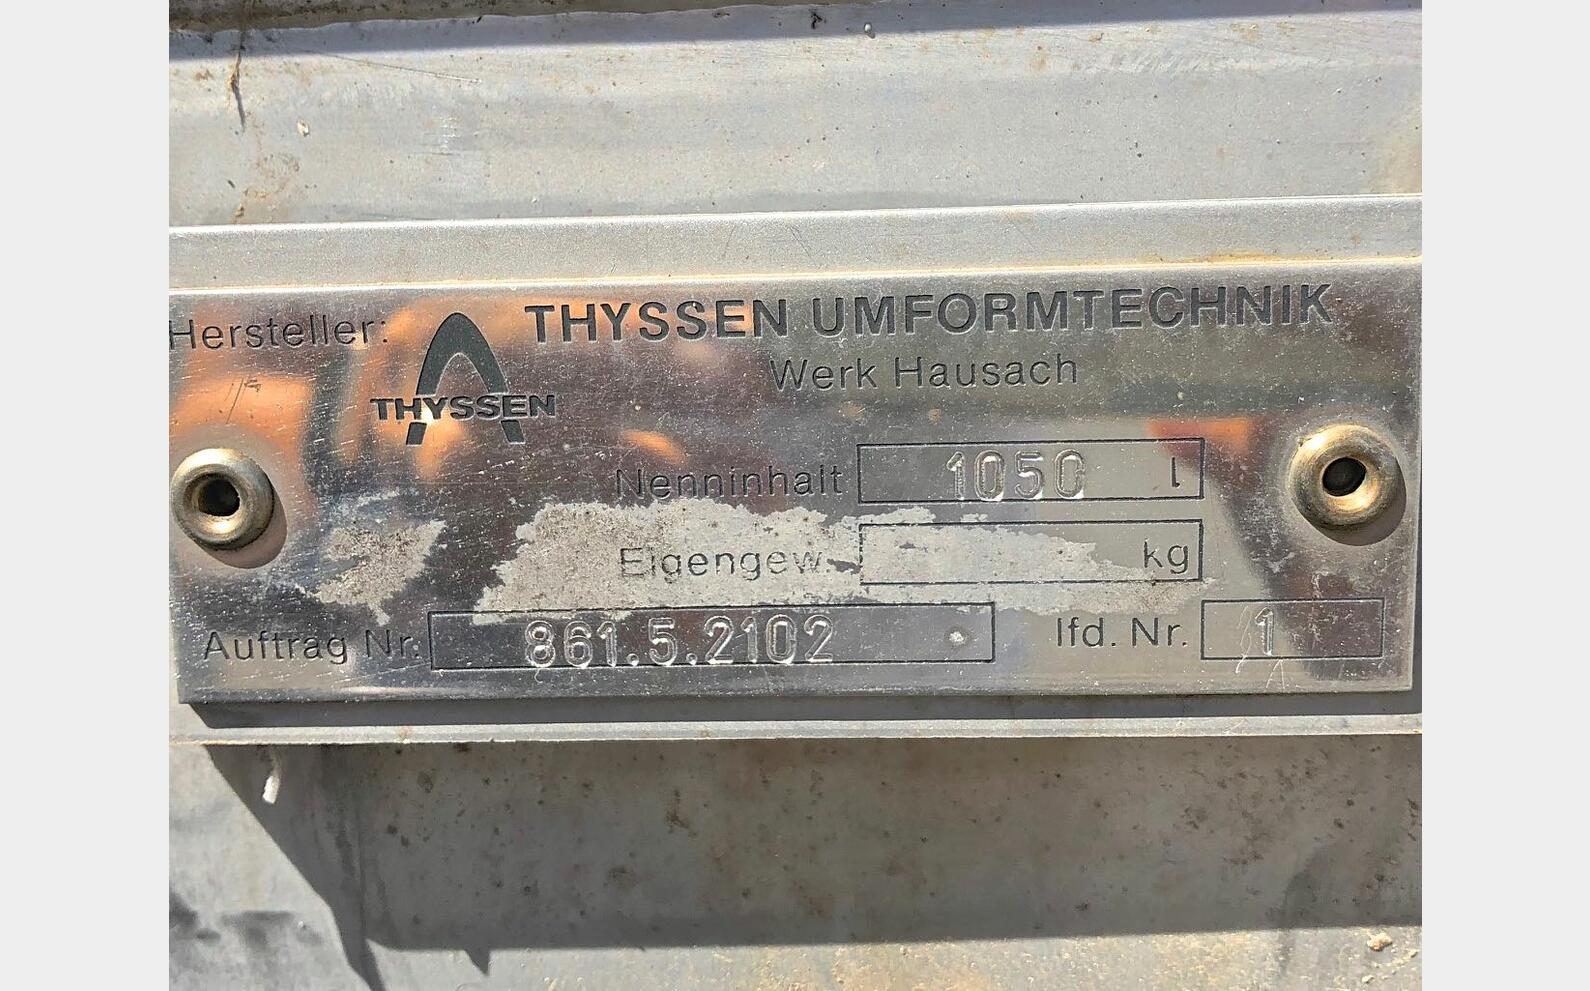 Hersteller: THYSSEN THYSSEN UMFORMTECHNIK
Werk Hausach
Nenninhalt 1050 l
Eigengew. kg
Auftrag Nr. 861.5.2102 lfd. Nr. 1